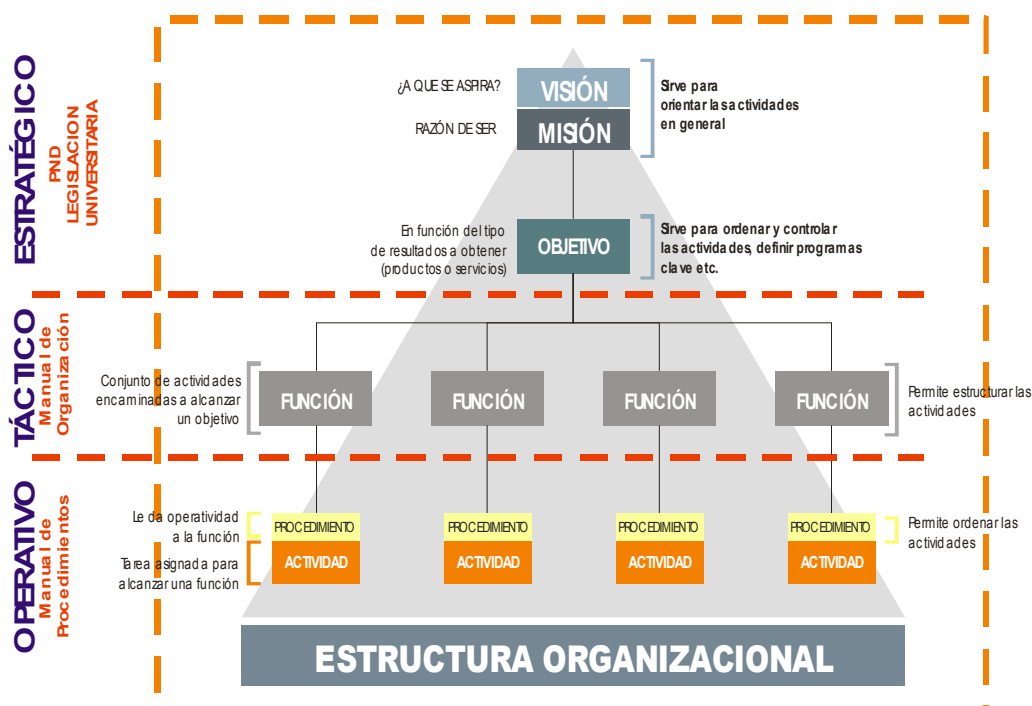 ESTRATÉGICO
PND
LEGISLACION
UNIVERSITARIA
¿A QUE SE ASPIRA?
VISIÓN
RAZÓN DE SER
MISIÓN
Sirve para
orientar las actividades
en general
En función del tipo
de resultados a obtener
(productos o servicios)
OBJETIVO
Sirve para ordenar y controlar
las actividades, definir programas
clave etc.
TÁCTICO
Manual de
Organización
Conjunto de actividades
encaminadas a alcanzar
un objetivo
FUNCIÓN
FUNCIÓN
FUNCIÓN
FUNCIÓN
Permite estructurar las
actividades
OPERATIVO
Manual de
Procedimientos
Le da operatividad
a la función
PROCEDIMIENTO
PROCEDIMIENTO
PROCEDIMIENTO
PROCEDIMIENTO
Permite ordenar las
actividades
Tarea asignada para
alcanzar una función
ACTIVIDAD
ACTIVIDAD
ACTIVIDAD
ACTIVIDAD
ESTRUCTURA ORGANIZACIONAL